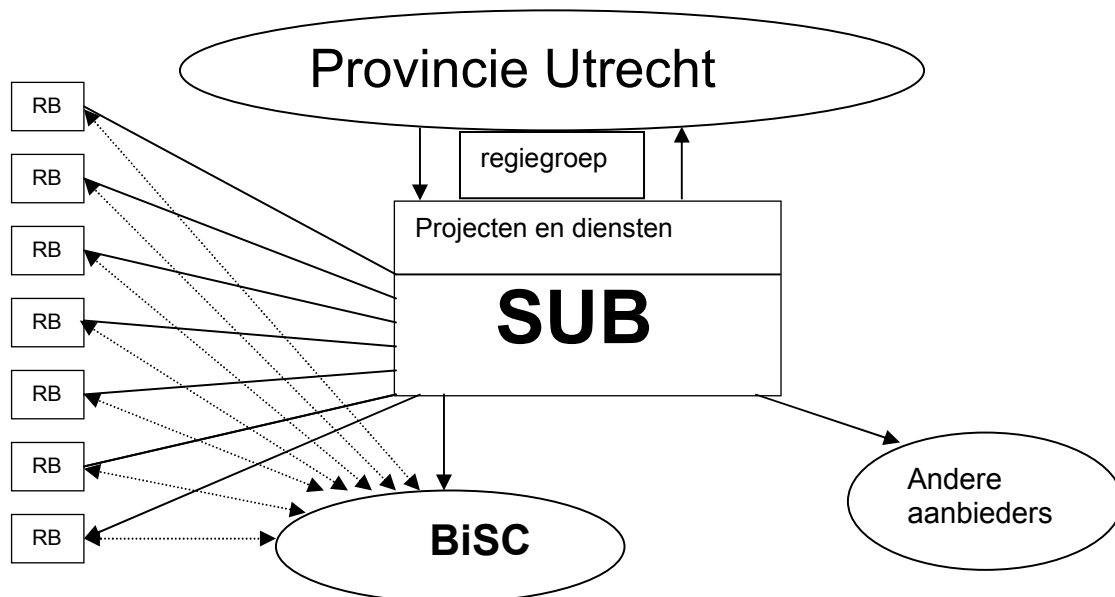 Provincie Utrecht
RB
regiegroep
RB
Projecten en diensten
RB
SUB
RB
RB
RB
Andere
aanbieders
RB
BiSC